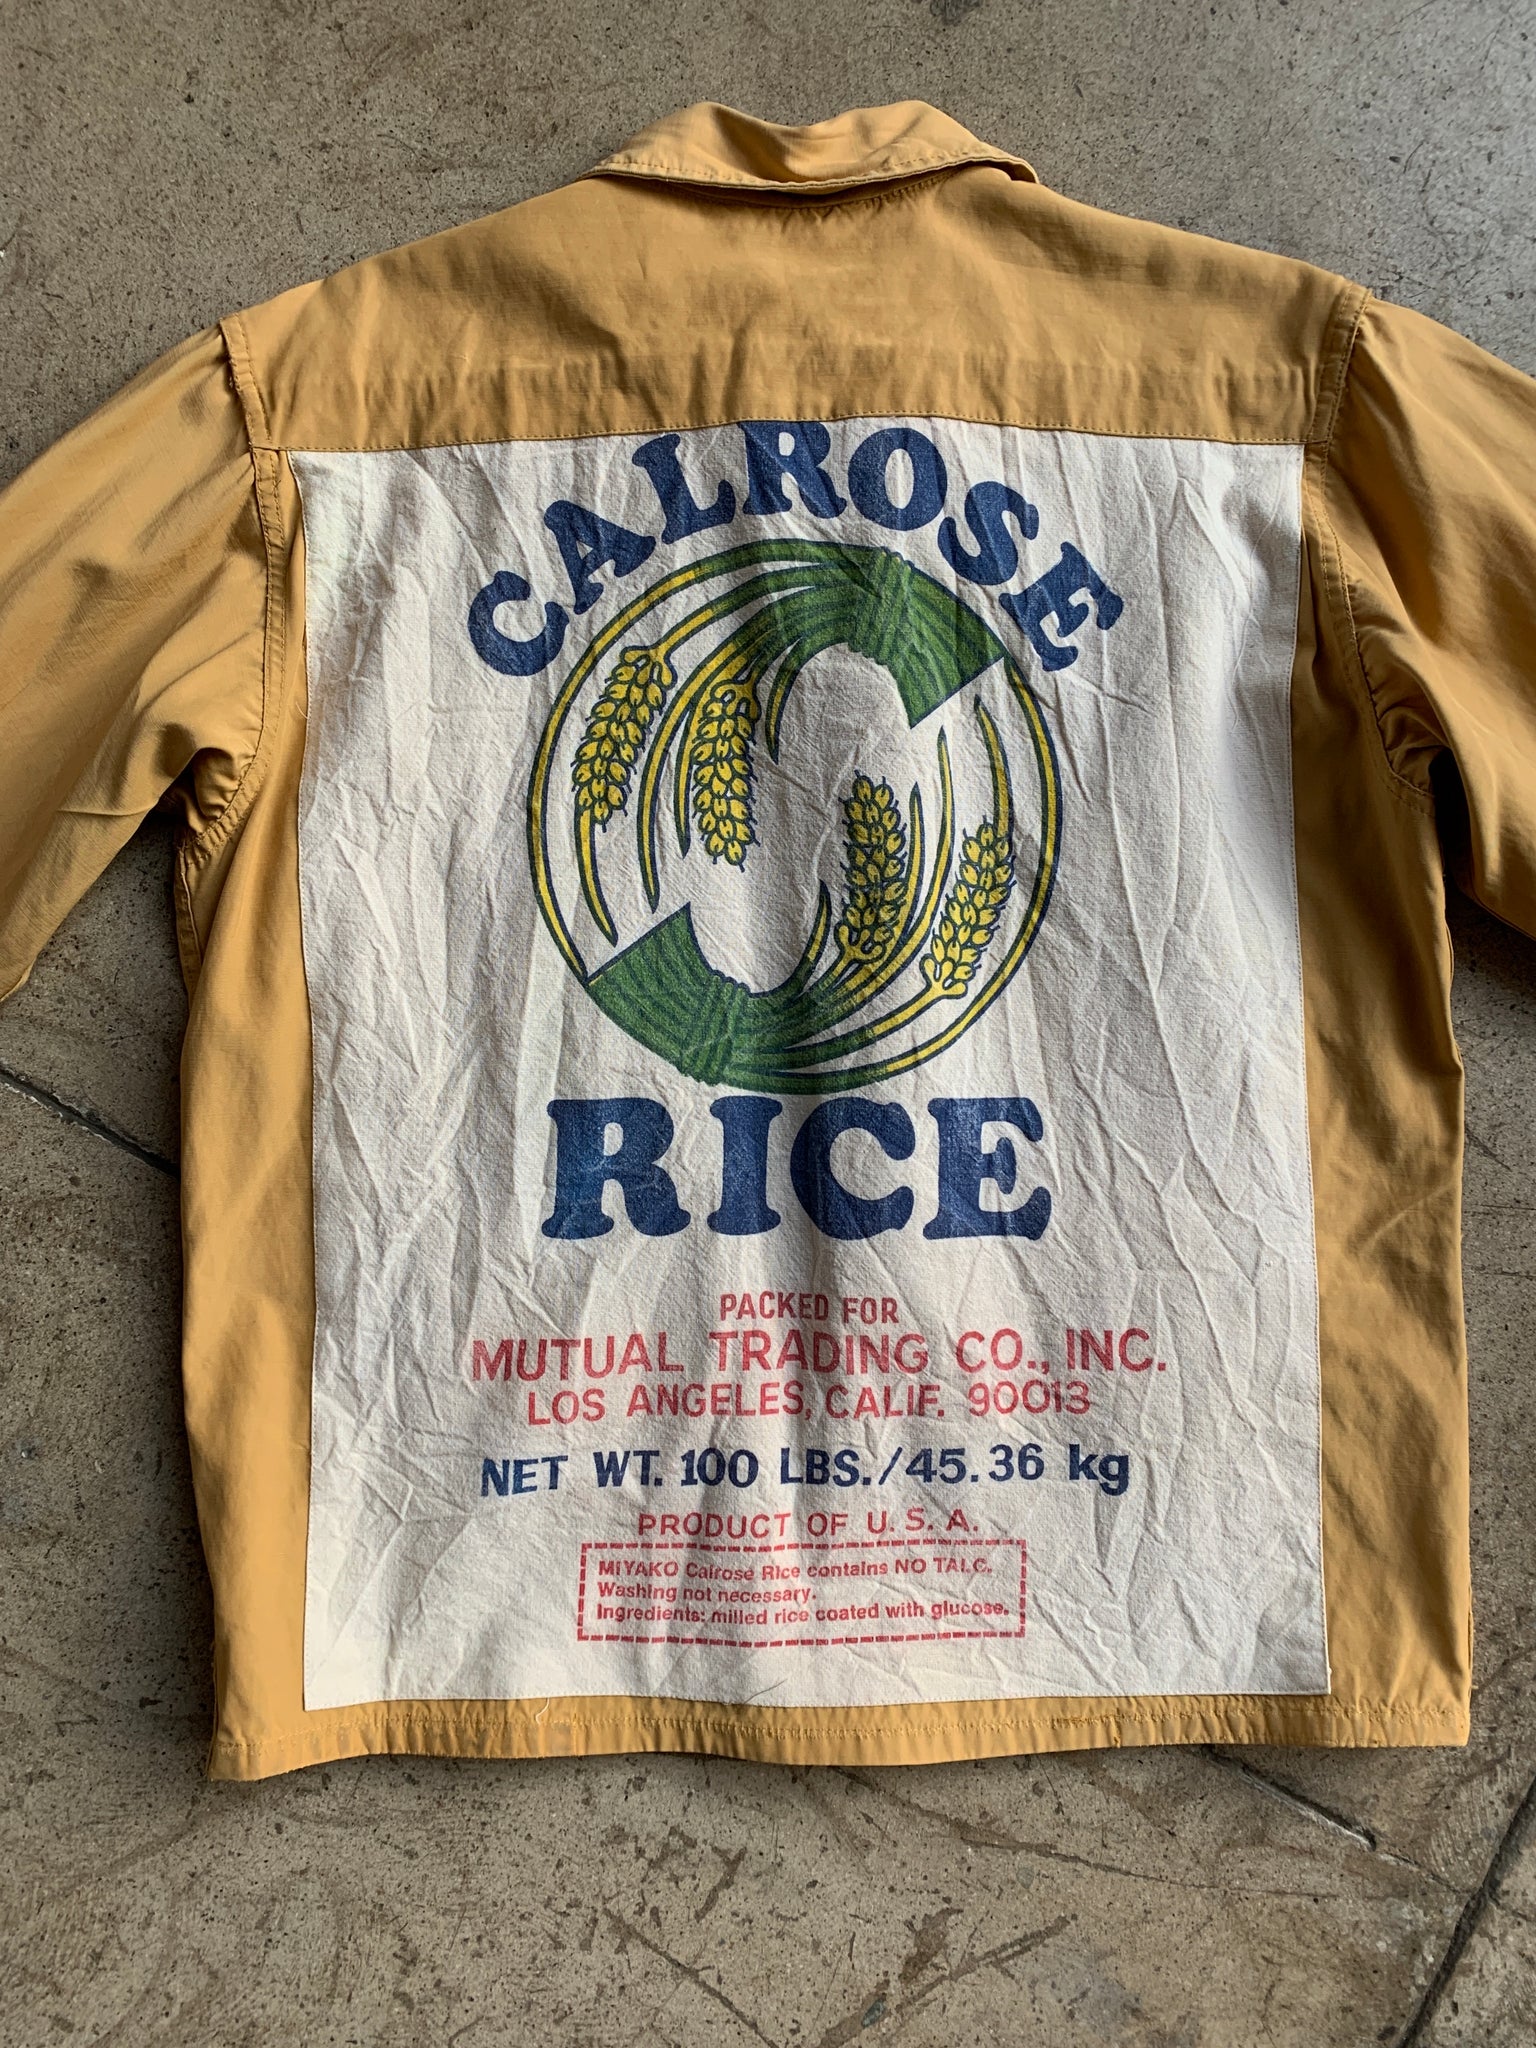 CALROSE
RICE
PACKED FOR
MUTUAL TRADING CO., INC.
LOS ANGELES, CALIF. 90013
NET WT. 100 LBS./45.36 kg
PRODUCT OF U.S.A.
MIYAKO Calrose Rice contains NO TALC.
Washing not necessary.
Ingredients: milled rice coated with glucose.